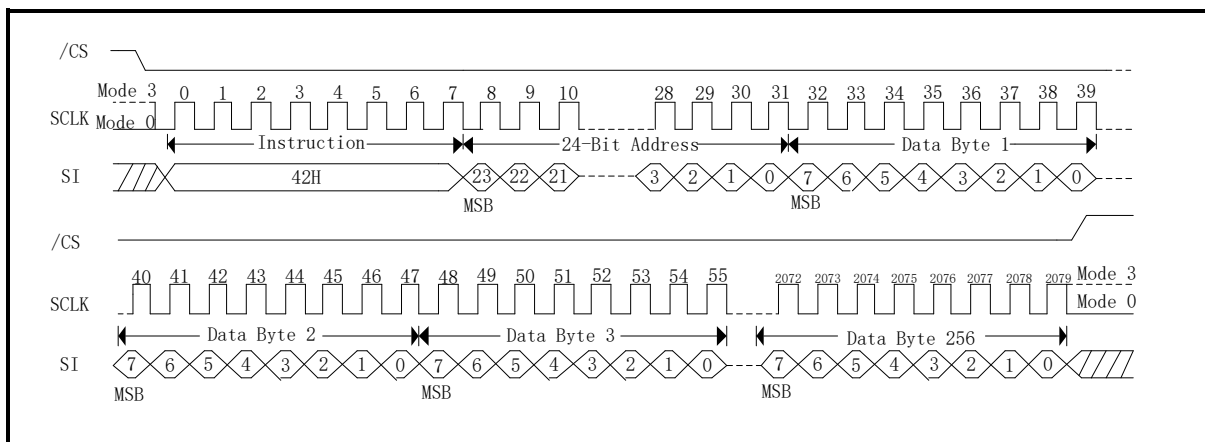 /CS
Mode 3 0 1 2 3 4 5 6 7 8 9 10 28 29 30 31 32 33 34 35 36 37 38 39
SCLK
Mode 0
Instruction 24-Bit Address Data Byte 1
SI 42H 23 22 21 3 2 1 0 7 6 5 4 3 2 1 0
MSB MSB
/CS
40 41 42 43 44 45 46 47 48 49 50 51 52 53 54 55 2072 2073 2074 2075 2076 2077 2078 2079 Mode 3
SCLK Mode 0
Data Byte 2 Data Byte 3 Data Byte 256
SI 7 6 5 4 3 2 1 0 7 6 5 4 3 2 1 0 7 6 5 4 3 2 1 0
MSB MSB MSB